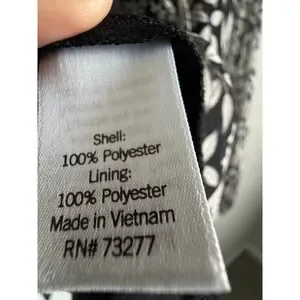 Shell:
100% Polyester
Lining:
100% Polyester
Made in Vietnam
RN# 73277